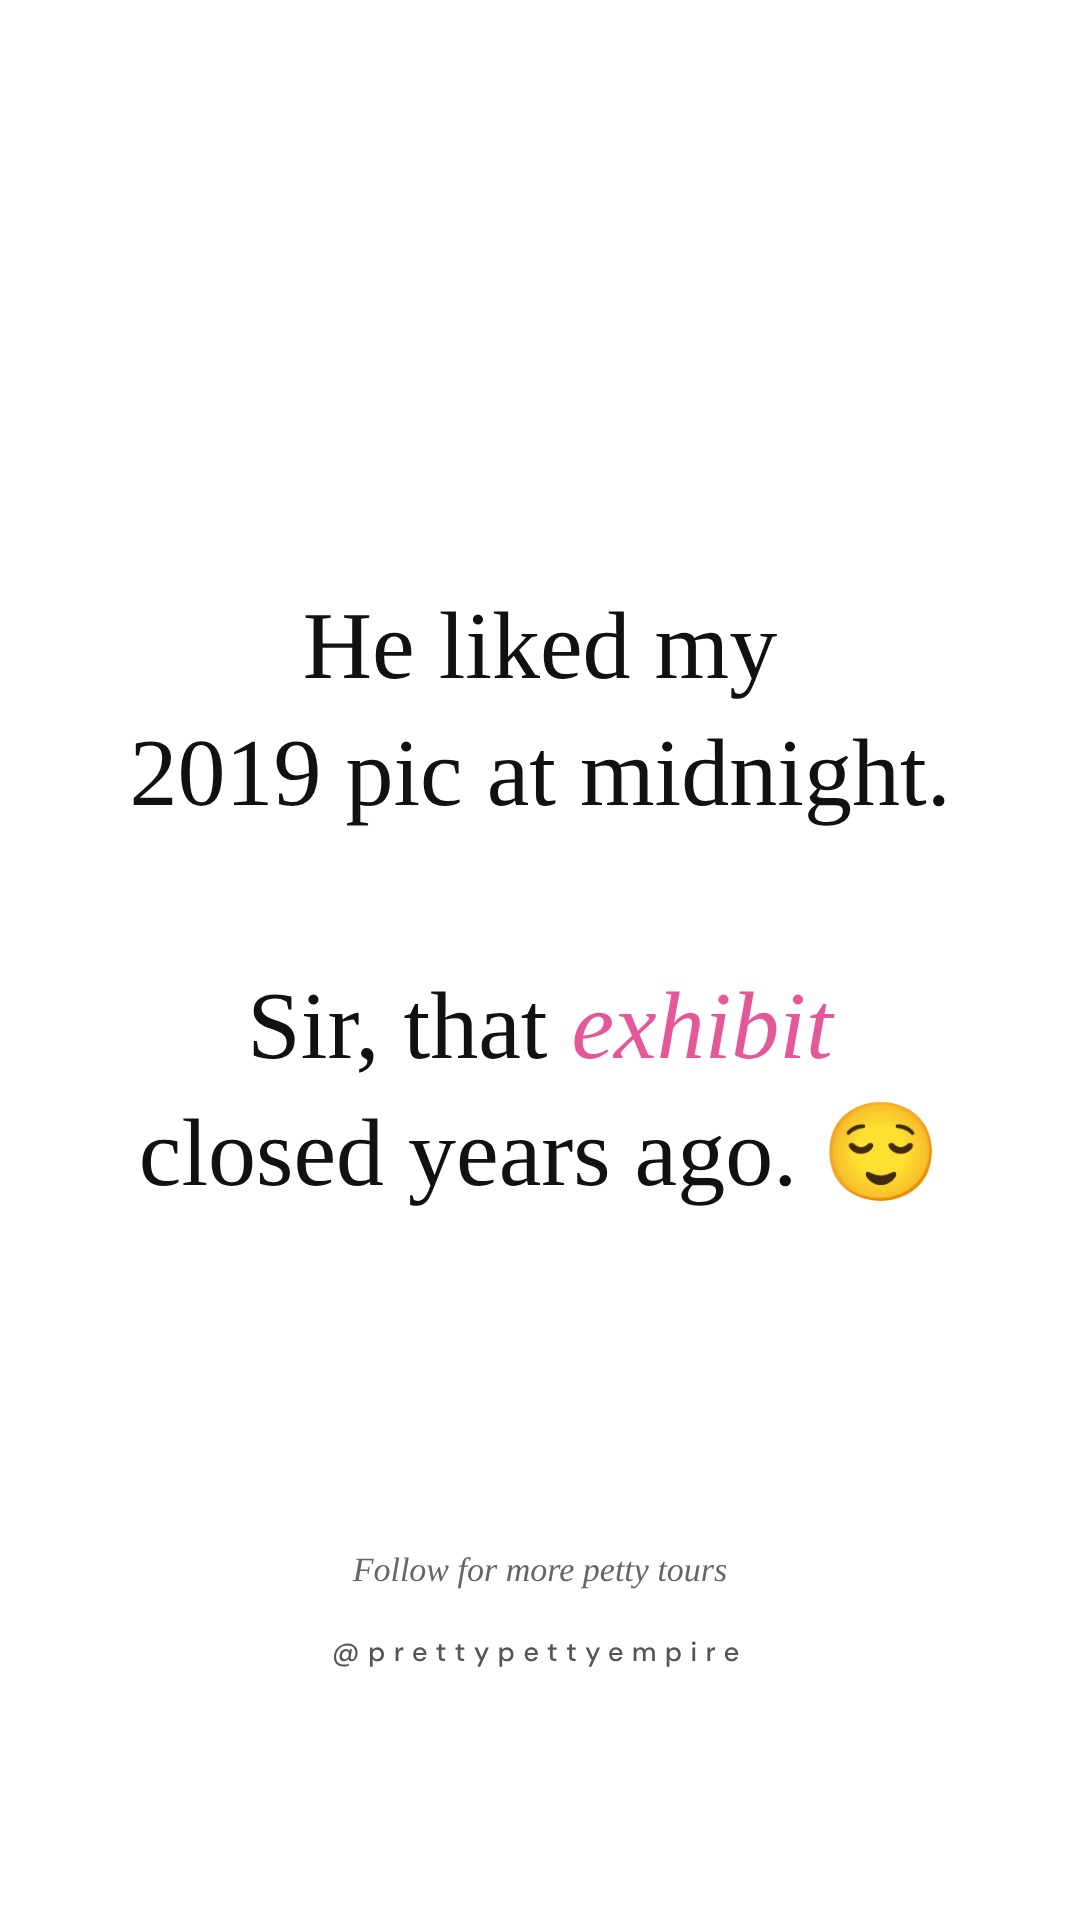 He liked my
2019 pic at midnight.
Sir, that exhibit
closed years ago. 😌
Follow for more petty tours
@prettypettyempire